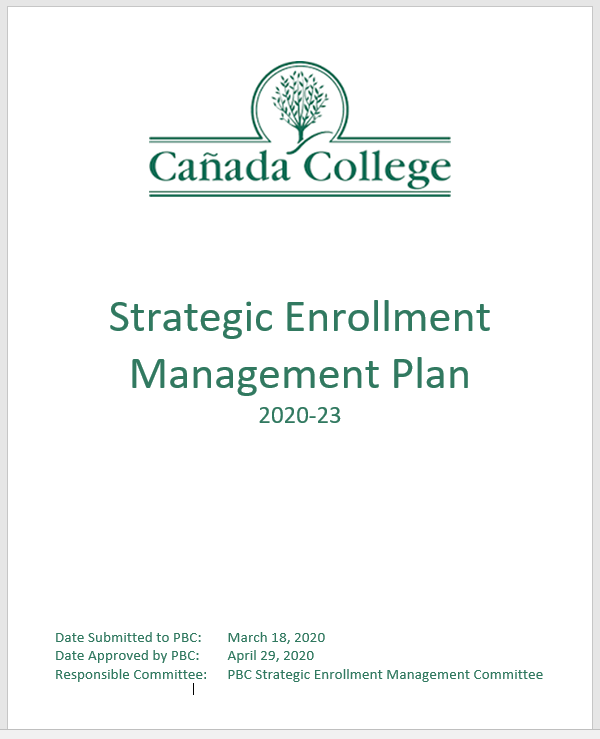 Cañada College
Strategic Enrollment
Management Plan
2020-23
Date Submitted to PBC: March 18, 2020
Date Approved by PBC: April 29, 2020
Responsible Committee: PBC Strategic Enrollment Management Committee